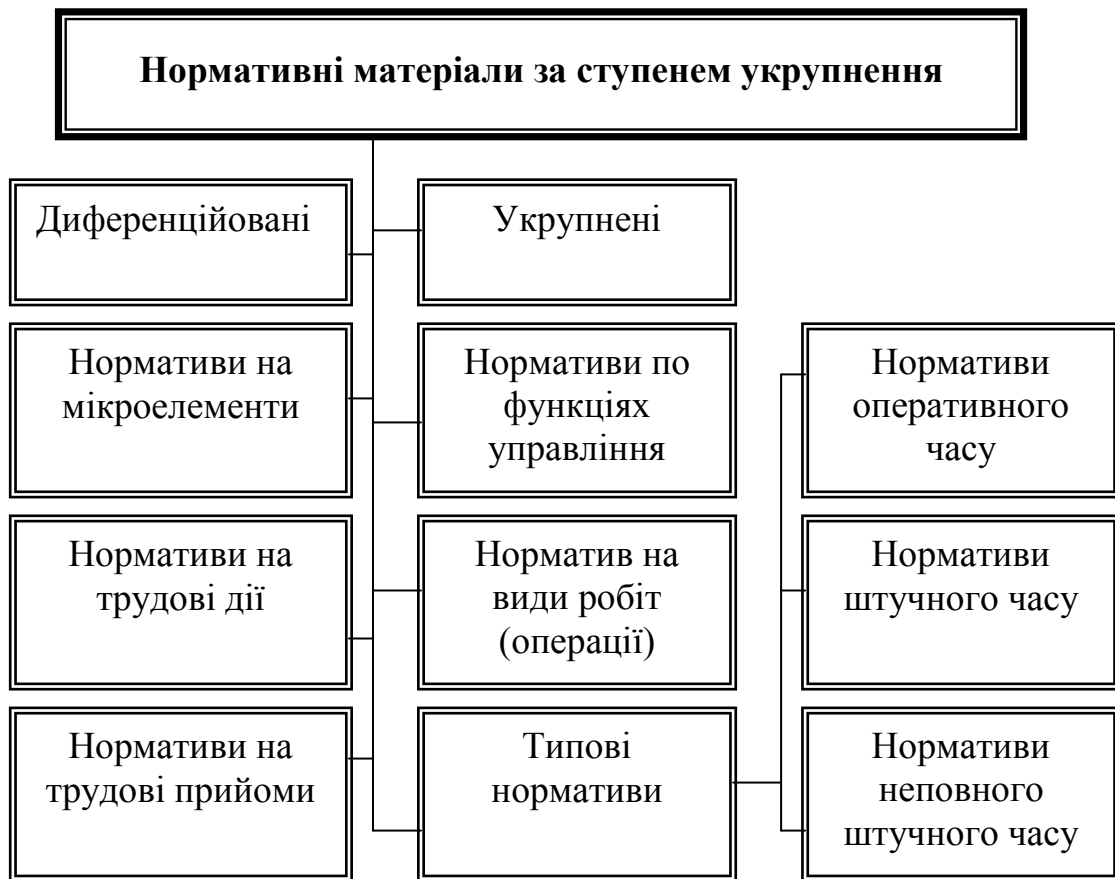 Нормативні матеріали за ступенем укрупнення
Диференційовані
Укрупнені
Нормативи на
мікроелементи
Нормативи по
функціях
управління
Нормативи
оперативного
часу
Нормативи на
трудові дії
Норматив на
види робіт
(операції)
Нормативи
штучного часу
Нормативи на
трудові прийоми
Типові
нормативи
Нормативи
неповного
штучного часу